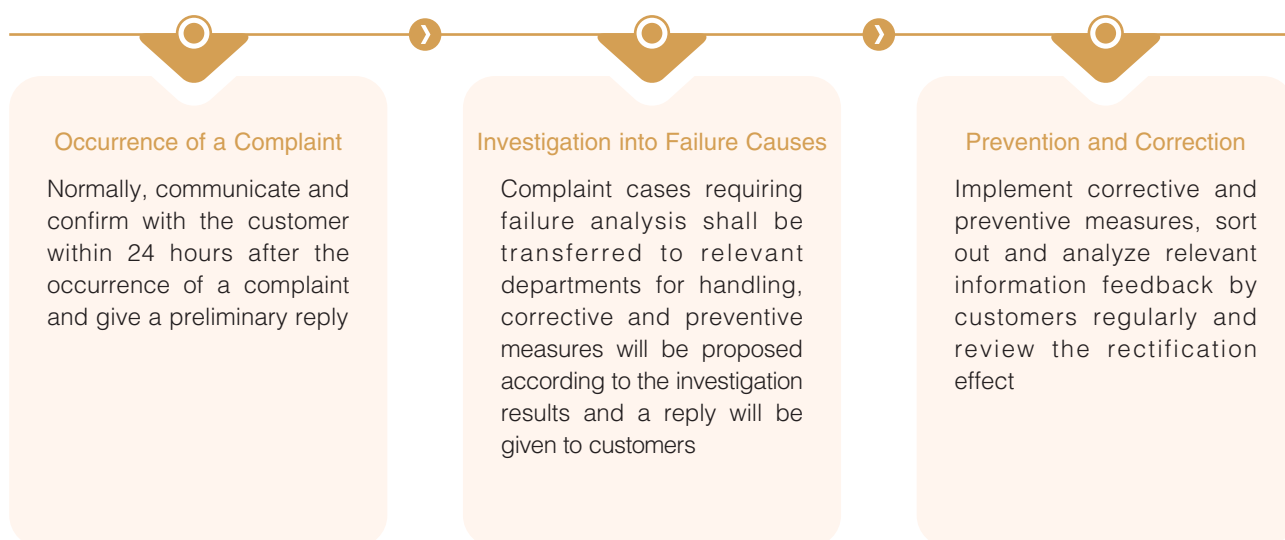 Occurrence of a Complaint
Normally, communicate and
confirm with the customer
within 24 hours after the
occurrence of a complaint
and give a preliminary reply
Investigation into Failure Causes
Complaint cases requiring
failure analysis shall be
transferred to relevant
departments for handling,
corrective and preventive
measures will be proposed
according to the investigation
results and a reply will be
given to customers
Prevention and Correction
Implement corrective and
preventive measures, sort
out and analyze relevant
information feedback by
customers regularly and
review the rectification
effect